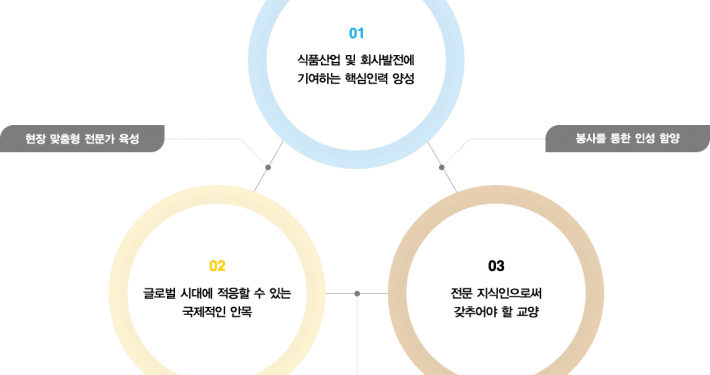 01
식품산업 및 회사발전에
기여하는 핵심인력 양성
현장 맞춤형 전문가 육성
봉사를 통한 인성 함양
02
글로벌 시대에 적응할 수 있는
국제적인 안목
03
전문 지식인으로써
갖추어야 할 교양